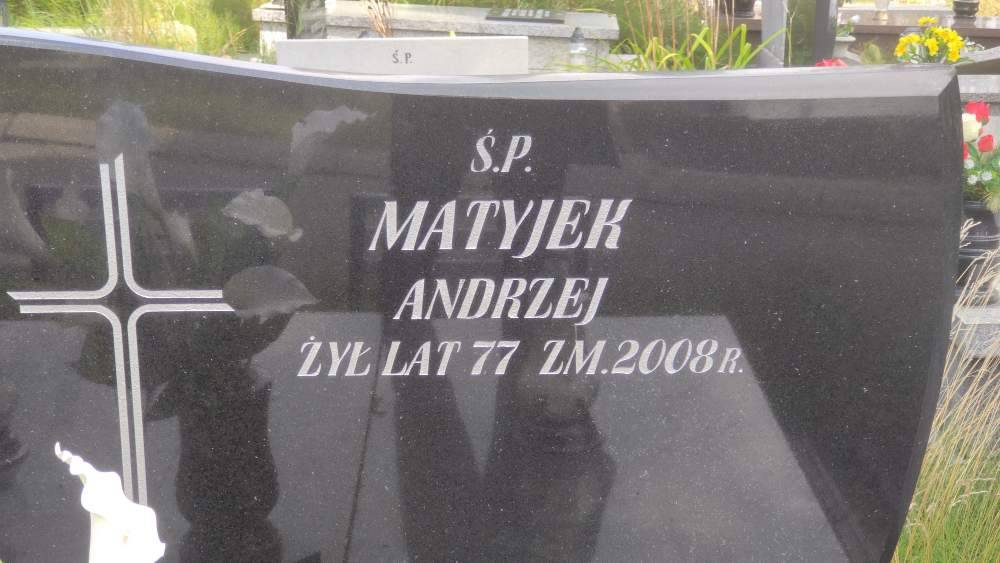 Ś.P.
Ś.P.
MATYJEK
ANDRZEJ
ŻYŁ LAT 77 ZM. 2008 R.